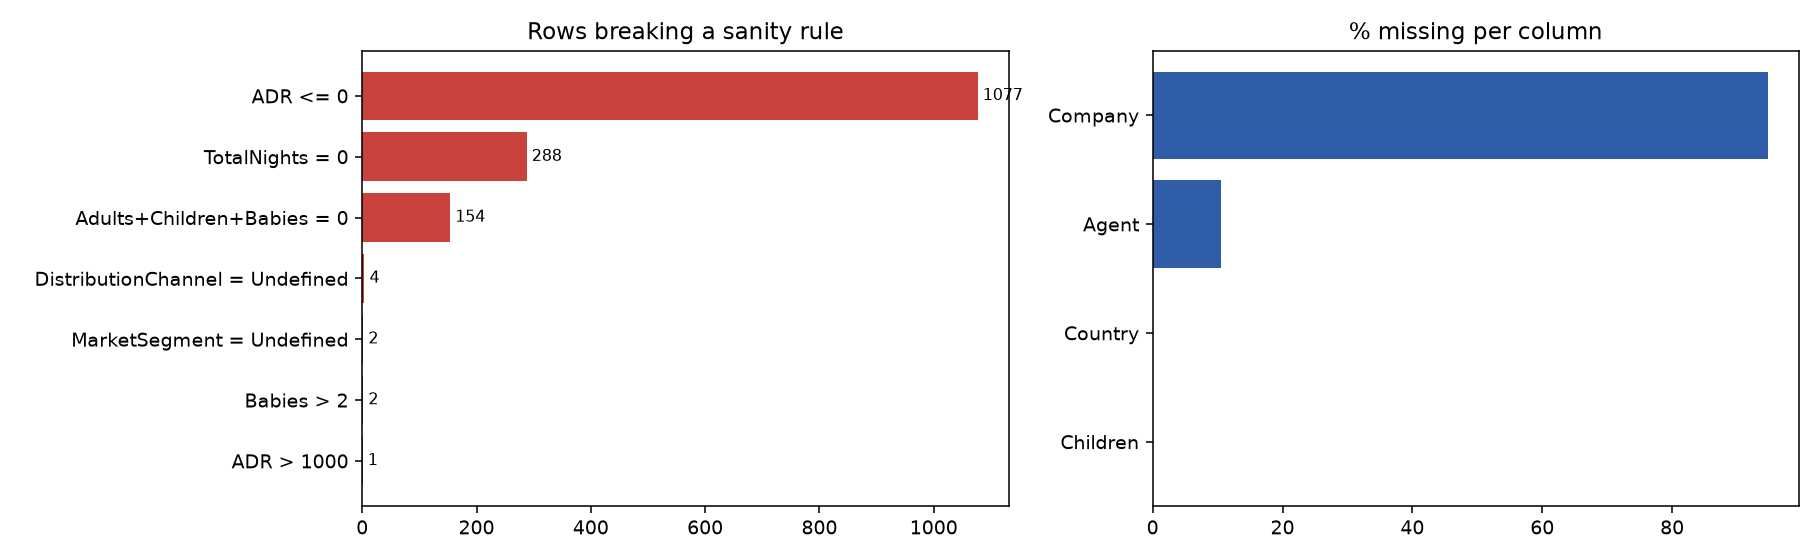 Rows breaking a sanity rule
ADR <= 0
1077
TotalNights = 0
288
Adults+Children+Babies = 0
154
DistributionChannel = Undefined
4
MarketSegment = Undefined
2
Babies > 2
2
ADR > 1000
1
0 200 400 600 800 1000
% missing per column
Company
Agent
Country
Children
0 20 40 60 80